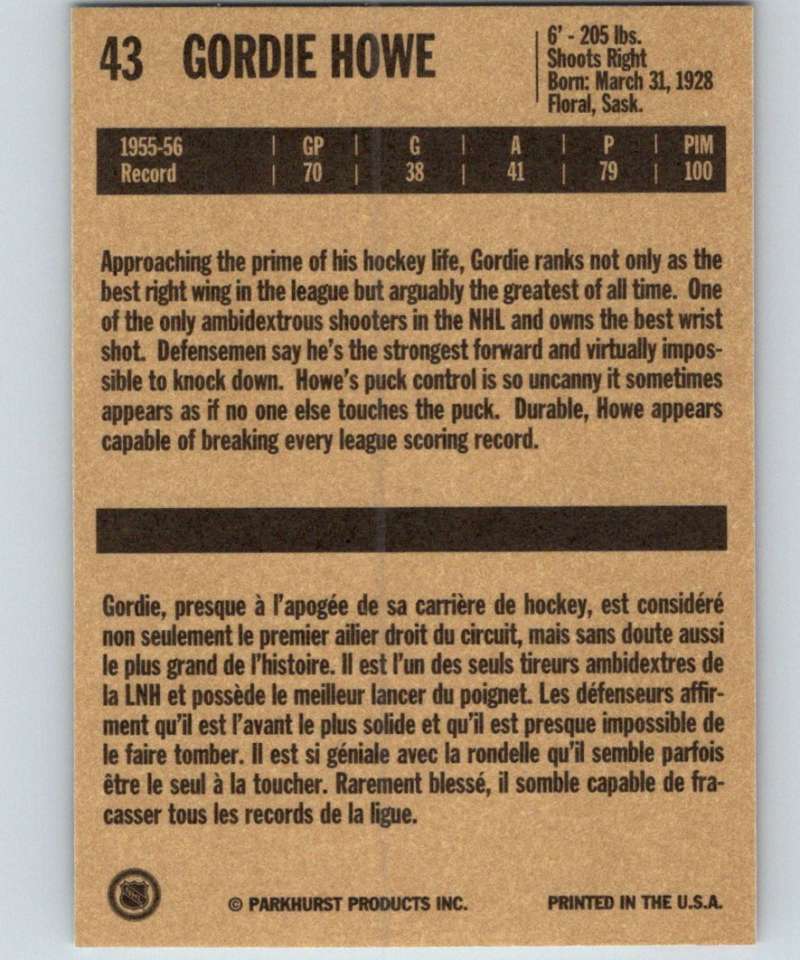 43 GORDIE HOWE
6' - 205 lbs.
Shoots Right
Born: March 31, 1928
Floral, Sask.
1955-56 | GP | G | A | P | PIM
Record | 70 | 38 | 41 | 79 | 100
Approaching the prime of his hockey life, Gordie ranks not only as the
best right wing in the league but arguably the greatest of all time. One
of the only ambidextrous shooters in the NHL and owns the best wrist
shot. Defensemen say he's the strongest forward and virtually impos-
sible to knock down. Howe's puck control is so uncanny it sometimes
appears as if no one else touches the puck. Durable, Howe appears
capable of breaking every league scoring record.
Gordie, presque à l'apogée de sa carrière de hockey, est considéré
non seulement le premier ailier droit du circuit, mais sans doute aussi
le plus grand de l'histoire. Il est l'un des seuls tireurs ambidextres de
la LNH et possède le meilleur lancer du poignet. Les défenseurs affir-
ment qu'il est l'avant le plus solide et qu'il est presque impossible de
le faire tomber. Il est si géniale avec la rondelle qu'il semble parfois
être le seul à la toucher. Rarement blessé, il somble capable de fra-
casser tous les records de la ligue.
NHL
© PARKHURST PRODUCTS INC.
PRINTED IN THE U.S.A.